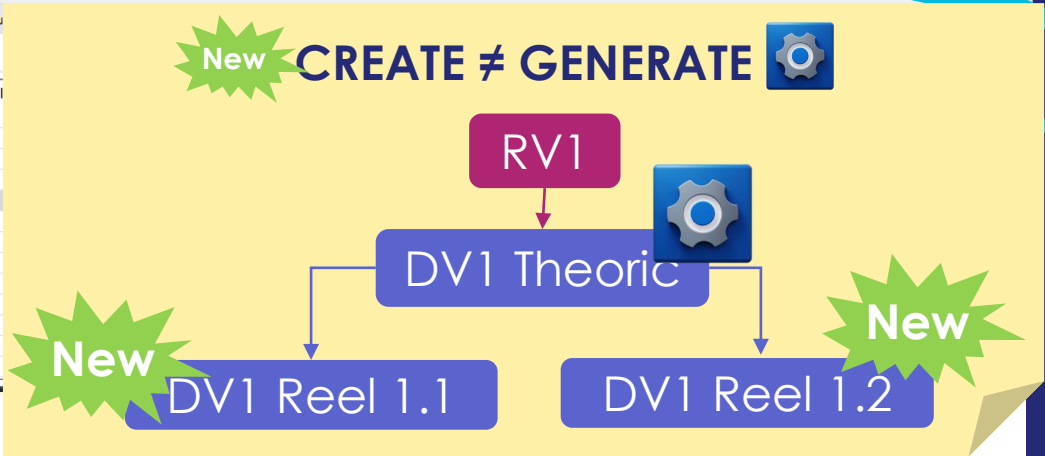 New CREATE ≠ GENERATE
RV1
DV1 Theoric
New
New
DV1 Reel 1.1
DV1 Reel 1.2